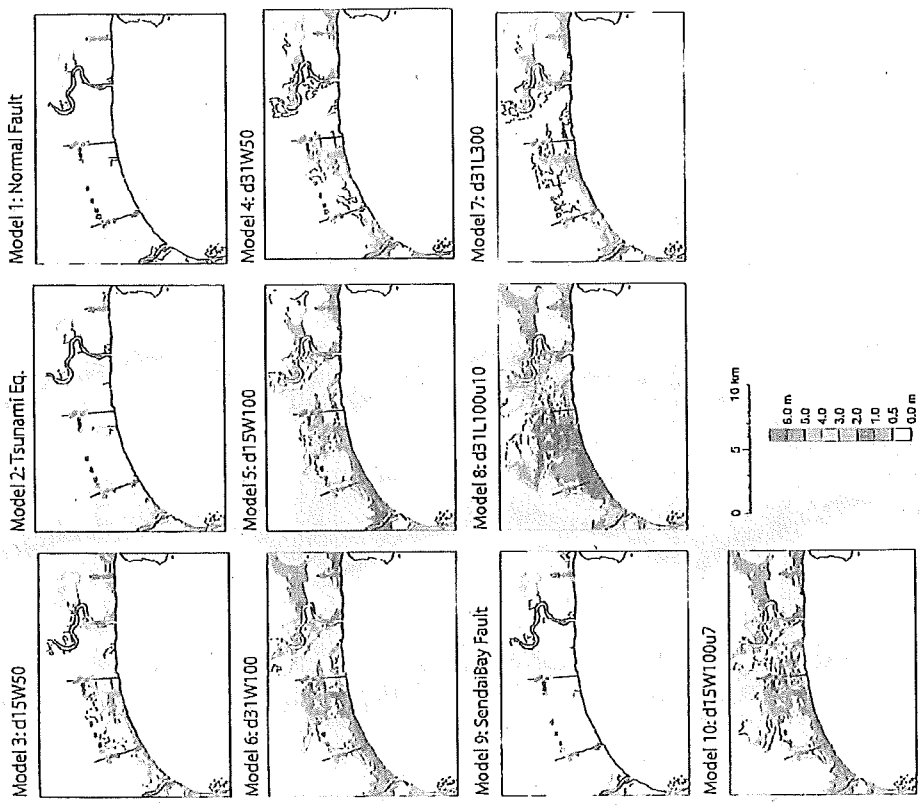 Model 1: Normal Fault
Model 2: Tsunami Eq.
Model 3: d15W50
Model 4: d31W50
Model 5: d15W100
Model 6: d31W100
Model 7: d31L300
Model 8: d31L100u10
Model 9: SendaiBay Fault
Model 10: d15W100u7
0 5 10 km
6.0 m
5.0
4.0
3.0
2.0
1.0
0.5
0.0 m